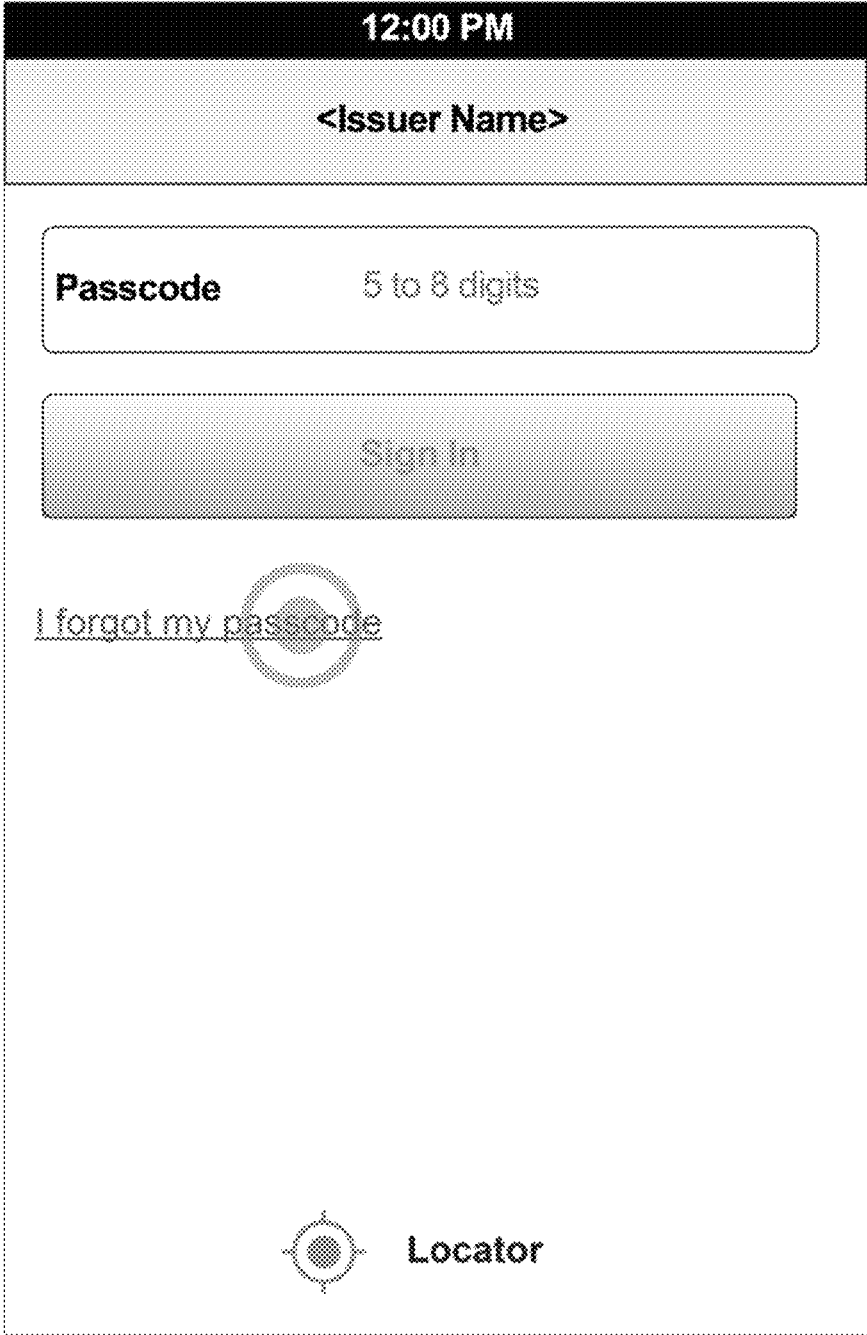 12:00 PM
<Issuer Name>
Passcode 5 to 8 digits
Sign In
I forgot my passcode
Locator